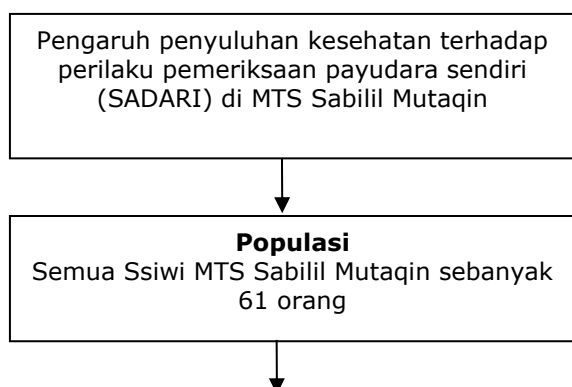 Pengaruh penyuluhan kesehatan terhadap
perilaku pemeriksaan payudara sendiri
(SADARI) di MTS Sabilil Mutaqin
Populasi
Semua Ssiwi MTS Sabilil Mutaqin sebanyak
61 orang